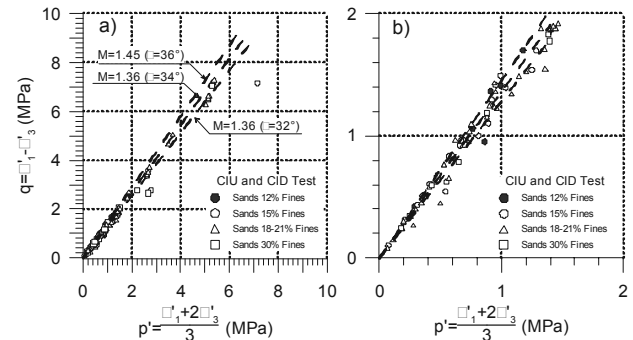 a)
b)
10
8
6
4
2
0
q=□'1-□'3 (MPa)
M=1.45 (□=36°)
M=1.36 (□=34°)
M=1.36 (□=32°)
CIU and CID Test
Sands 12% Fines
Sands 15% Fines
Sands 18-21% Fines
Sands 30% Fines
0 2 4 6 8 10
p'=□'1+2□'3/3 (MPa)
2
1
0
CIU and CID Test
Sands 12% Fines
Sands 15% Fines
Sands 18-21% Fines
Sands 30% Fines
0 1 2
p'=□'1+2□'3/3 (MPa)